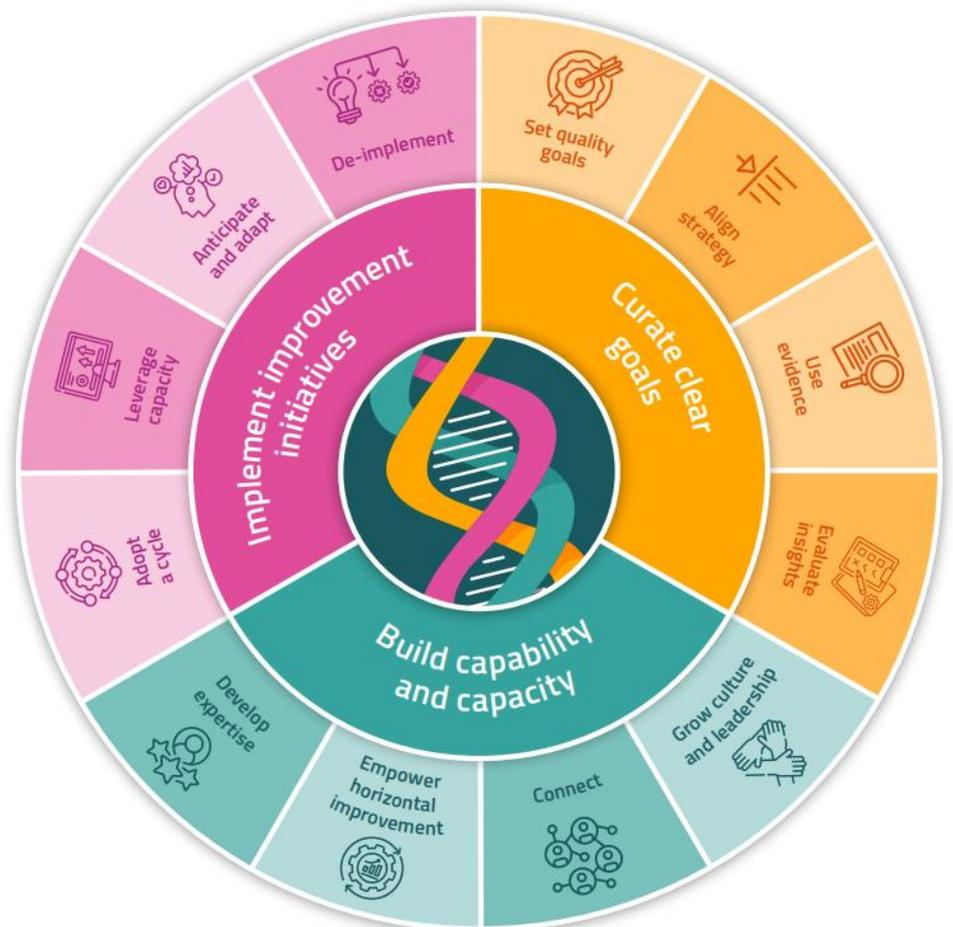 De-implement
Set quality
goals
Align
strategy
Use
evidence
Evaluate
insights
Grow culture
and leadership
Connect
Empower
horizontal
improvement
Develop
expertise
Adopt
a cycle
Leverage
capacity
Anticipate
and adapt
Implement improvement
initiatives
Curate clear
goals
Build capability
and capacity